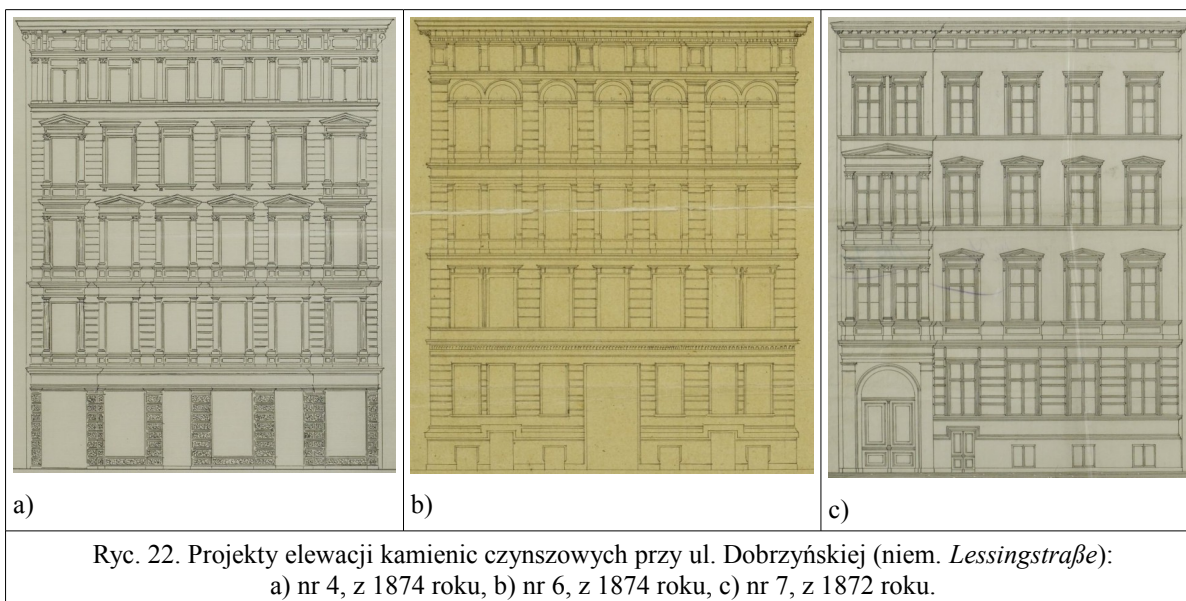 a)
b)
c)
Ryc. 22. Projekty elewacji kamienic czynszowych przy ul. Dobrzyńskiej (niem. Lessingstraße):
a) nr 4, z 1874 roku, b) nr 6, z 1874 roku, c) nr 7, z 1872 roku.